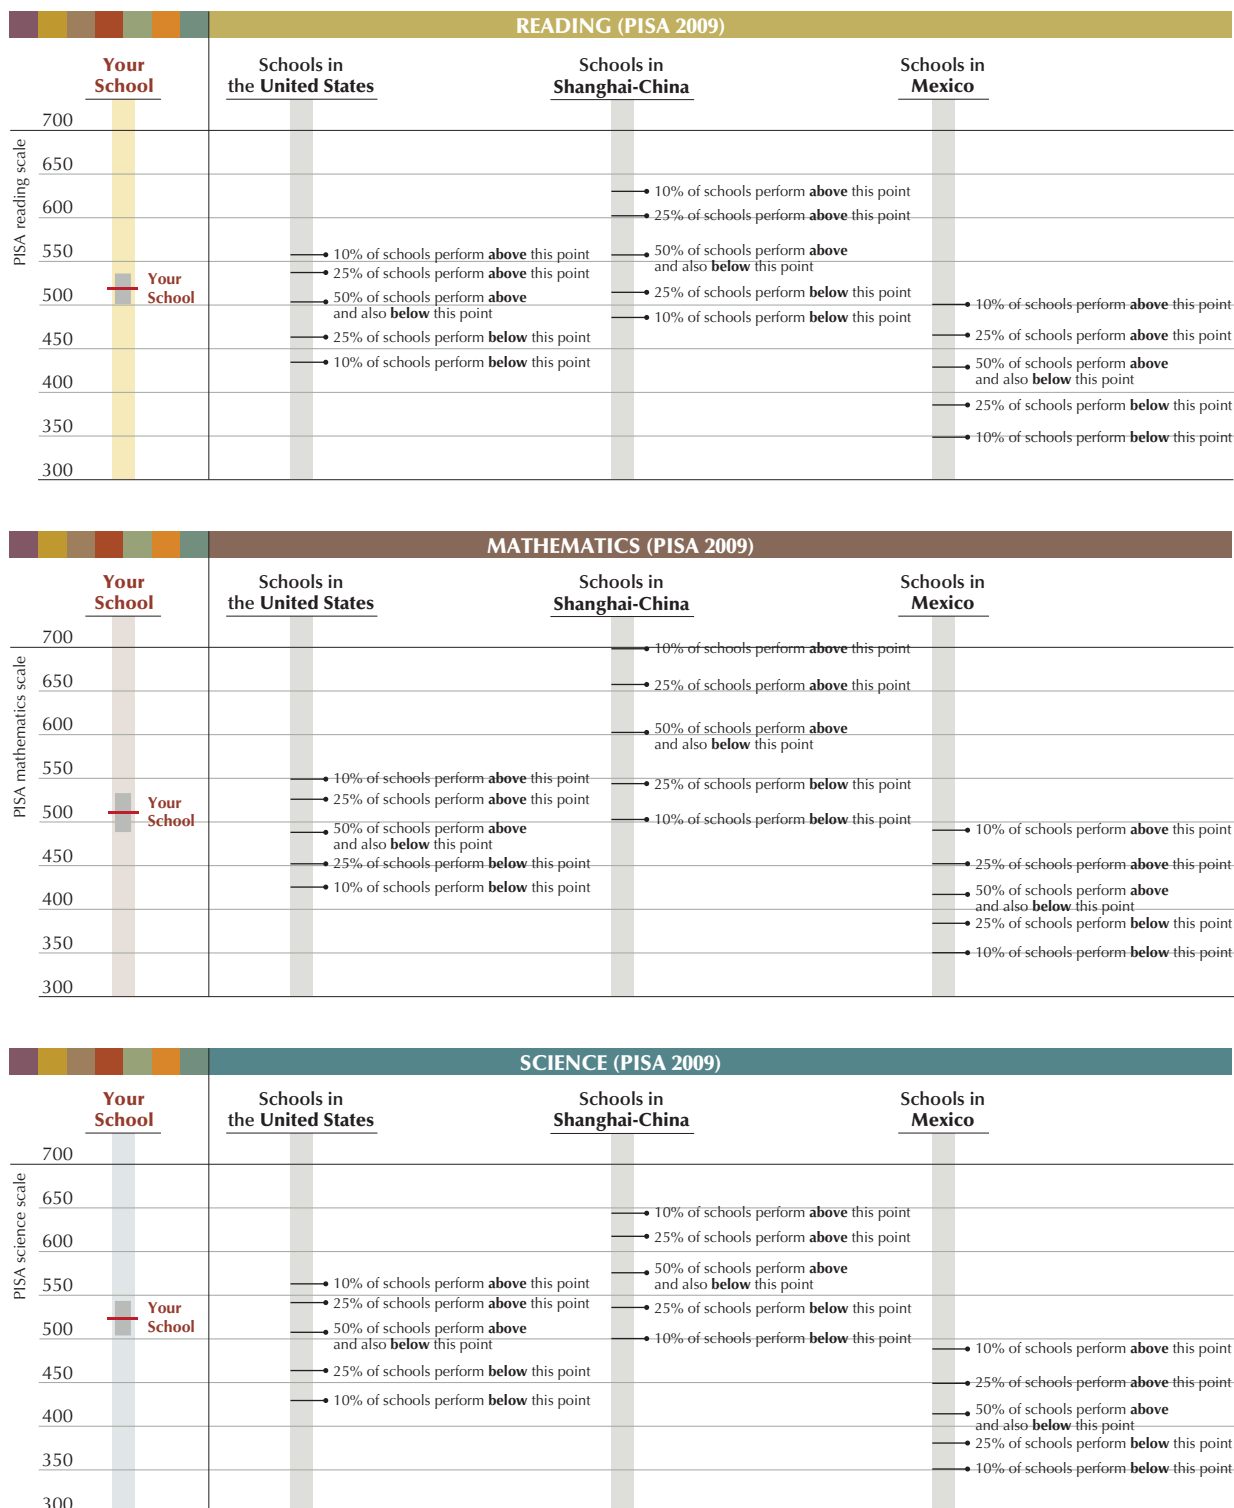 READING (PISA 2009)
Your
School
Schools in
the United States
Schools in
Shanghai-China
Schools in
Mexico
PISA reading scale
700
650
600
550
500
450
400
350
300
Your
School
10% of schools perform above this point
25% of schools perform above this point
50% of schools perform above
and also below this point
25% of schools perform below this point
10% of schools perform below this point
10% of schools perform above this point
25% of schools perform above this point
50% of schools perform above
and also below this point
25% of schools perform below this point
10% of schools perform below this point
10% of schools perform above this point
25% of schools perform above this point
50% of schools perform above
and also below this point
25% of schools perform below this point
10% of schools perform below this point
MATHEMATICS (PISA 2009)
Your
School
Schools in
the United States
Schools in
Shanghai-China
Schools in
Mexico
PISA mathematics scale
700
650
600
550
500
450
400
350
300
Your
School
10% of schools perform above this point
25% of schools perform above this point
50% of schools perform above
and also below this point
25% of schools perform below this point
10% of schools perform below this point
10% of schools perform above this point
25% of schools perform above this point
50% of schools perform above
and also below this point
25% of schools perform below this point
10% of schools perform below this point
10% of schools perform above this point
25% of schools perform above this point
50% of schools perform above
and also below this point
25% of schools perform below this point
10% of schools perform below this point
SCIENCE (PISA 2009)
Your
School
Schools in
the United States
Schools in
Shanghai-China
Schools in
Mexico
PISA science scale
700
650
600
550
500
450
400
350
300
Your
School
10% of schools perform above this point
25% of schools perform above this point
50% of schools perform above
and also below this point
25% of schools perform below this point
10% of schools perform below this point
10% of schools perform above this point
25% of schools perform above this point
50% of schools perform above
and also below this point
25% of schools perform below this point
10% of schools perform below this point
10% of schools perform above this point
25% of schools perform above this point
50% of schools perform above
and also below this point
25% of schools perform below this point
10% of schools perform below this point